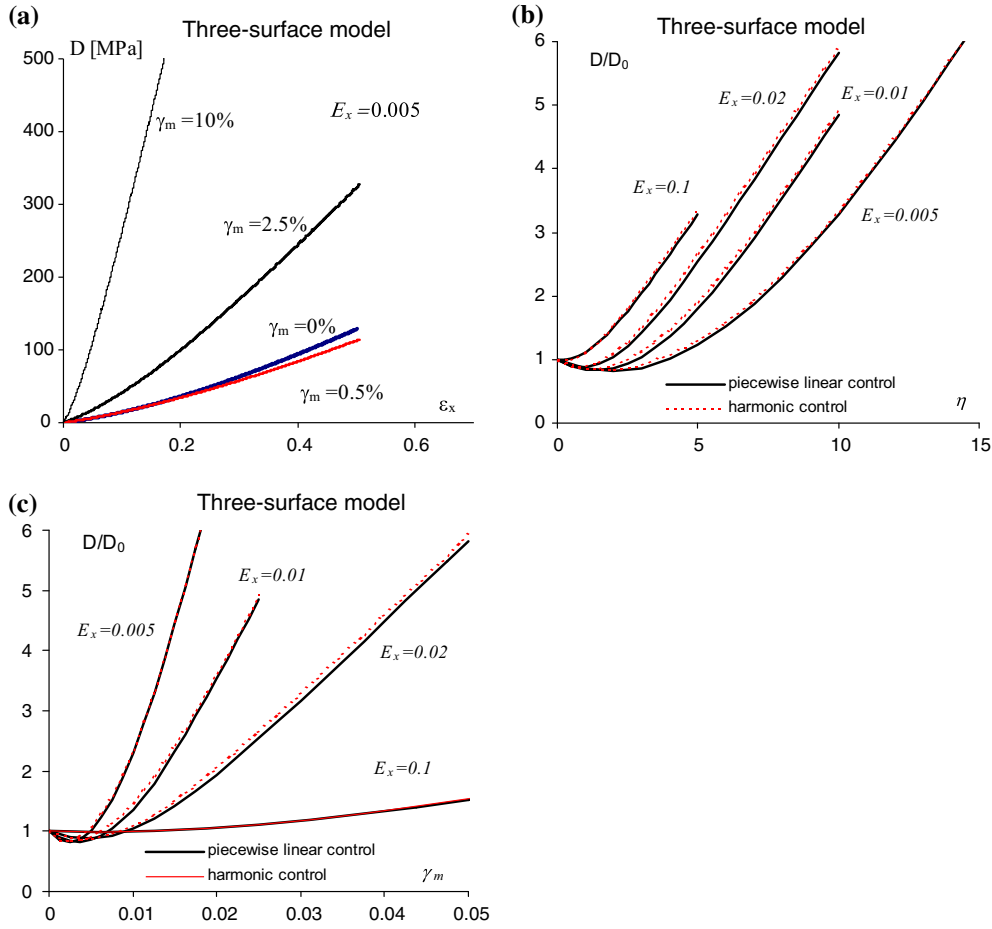 (a)
Three-surface model
D [MPa]
500
400
300
200
100
0
γm =10%
Ex=0.005
γm =2.5%
γm =0%
γm =0.5%
εx
0
0.2
0.4
0.6
(b)
Three-surface model
6
5
4
3
2
1
0
D/D0
Ex=0.02
Ex=0.01
Ex=0.1
Ex=0.005
piecewise linear control
harmonic control
η
0
5
10
15
(c)
Three-surface model
6
5
4
3
2
1
0
D/D0
Ex=0.01
Ex=0.005
Ex=0.02
Ex=0.1
piecewise linear control
harmonic control
γm
0
0.01
0.02
0.03
0.04
0.05